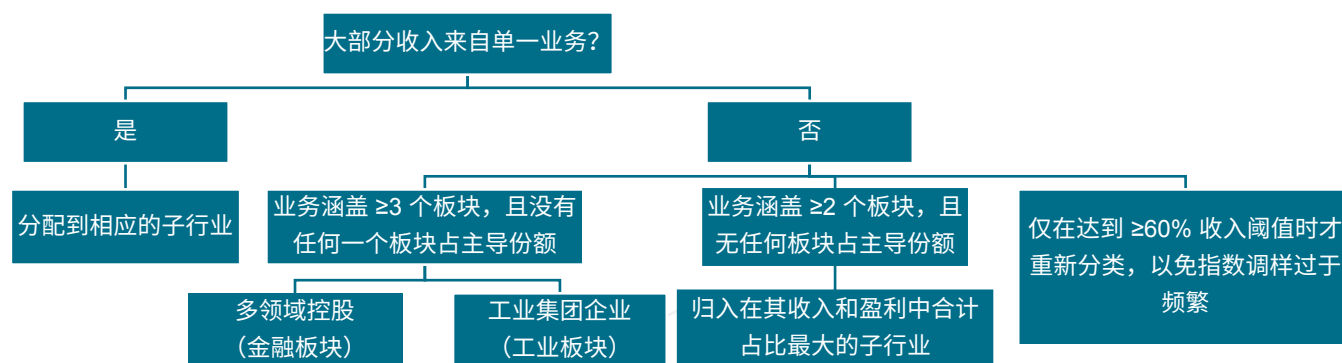 大部分收入来自单一业务？
是
否
分配到相应的子行业
业务涵盖 ≥3 个板块，且没有
任何一个板块占主导份额
业务涵盖 ≥2 个板块，且
无任何板块占主导份额
仅在达到 ≥60% 收入阈值时才
重新分类，以免指数调样过于
频繁
多领域控股
（金融板块）
工业集团企业
（工业板块）
归入在其收入和盈利中合计
占比最大的子行业